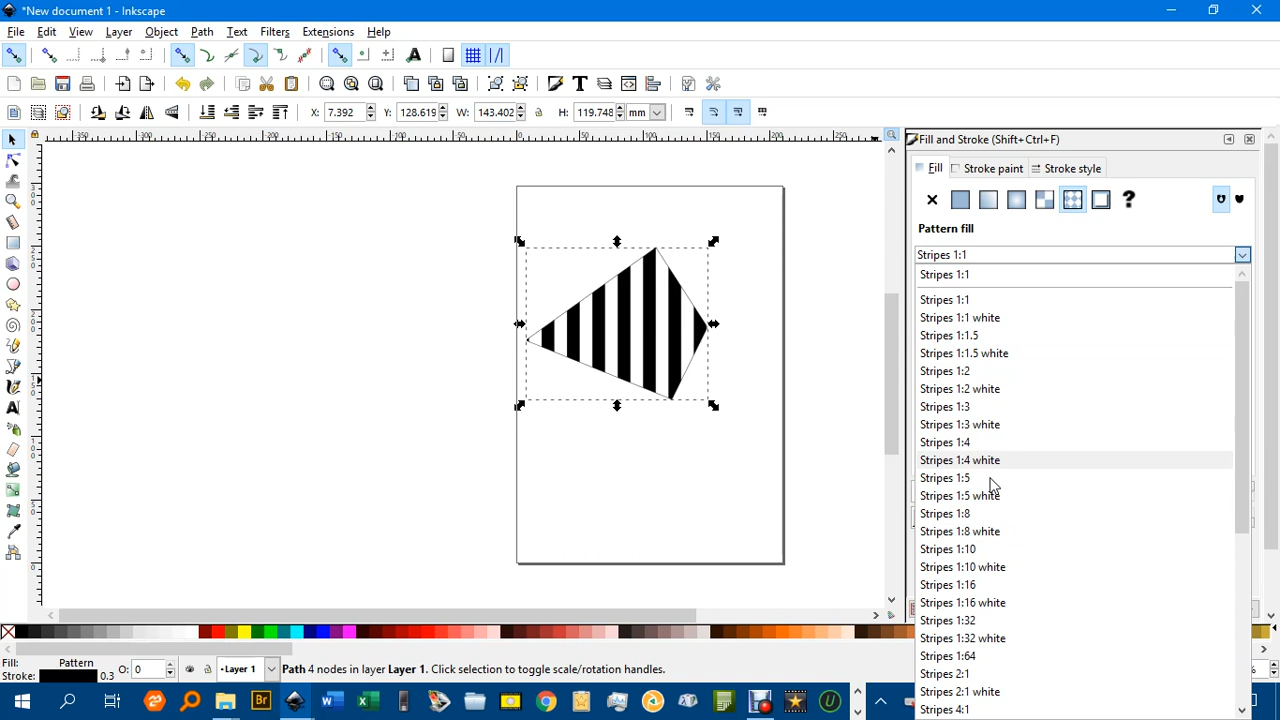 *New document 1 - Inkscape
File Edit View Layer Object Path Text Filters Extensions Help
X: 7.392 Y: 128.619 W: 143.402 H: 119.748 mm
Fill and Stroke (Shift+Ctrl+F)
Fill Stroke paint Stroke style
Pattern fill
Stripes 1:1
Stripes 1:1
Stripes 1:1
Stripes 1:1 white
Stripes 1:1.5
Stripes 1:1.5 white
Stripes 1:2
Stripes 1:2 white
Stripes 1:3
Stripes 1:3 white
Stripes 1:4
Stripes 1:4 white
Stripes 1:5
Stripes 1:5 white
Stripes 1:8
Stripes 1:8 white
Stripes 1:10
Stripes 1:10 white
Stripes 1:16
Stripes 1:16 white
Stripes 1:32
Stripes 1:32 white
Stripes 1:64
Stripes 2:1
Stripes 2:1 white
Stripes 4:1
Fill: Pattern O: 0 Layer 1 Path 4 nodes in layer Layer 1. Click selection to toggle scale/rotation handles.
Stroke: 0.3